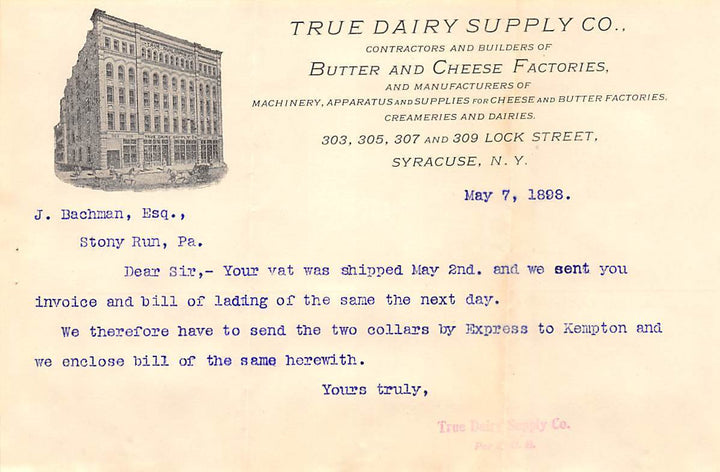 TRUE DAIRY SUPPLY CO.,
CONTRACTORS AND BUILDERS OF
BUTTER AND CHEESE FACTORIES,
AND MANUFACTURERS OF
MACHINERY, APPARATUS AND SUPPLIES FOR CHEESE AND BUTTER FACTORIES.
CREAMERIES AND DAIRIES.
303, 305, 307 AND 309 LOCK STREET,
SYRACUSE, N. Y.
May 7, 1898.
J. Bachman, Esq.,
Stony Run, Pa.
Dear Sir,- Your vat was shipped May 2nd. and we sent you
invoice and bill of lading of the same the next day.
We therefore have to send the two collars by Express to Kempton and
we enclose bill of the same herewith.
Yours truly,
True Dairy Supply Co.
Per